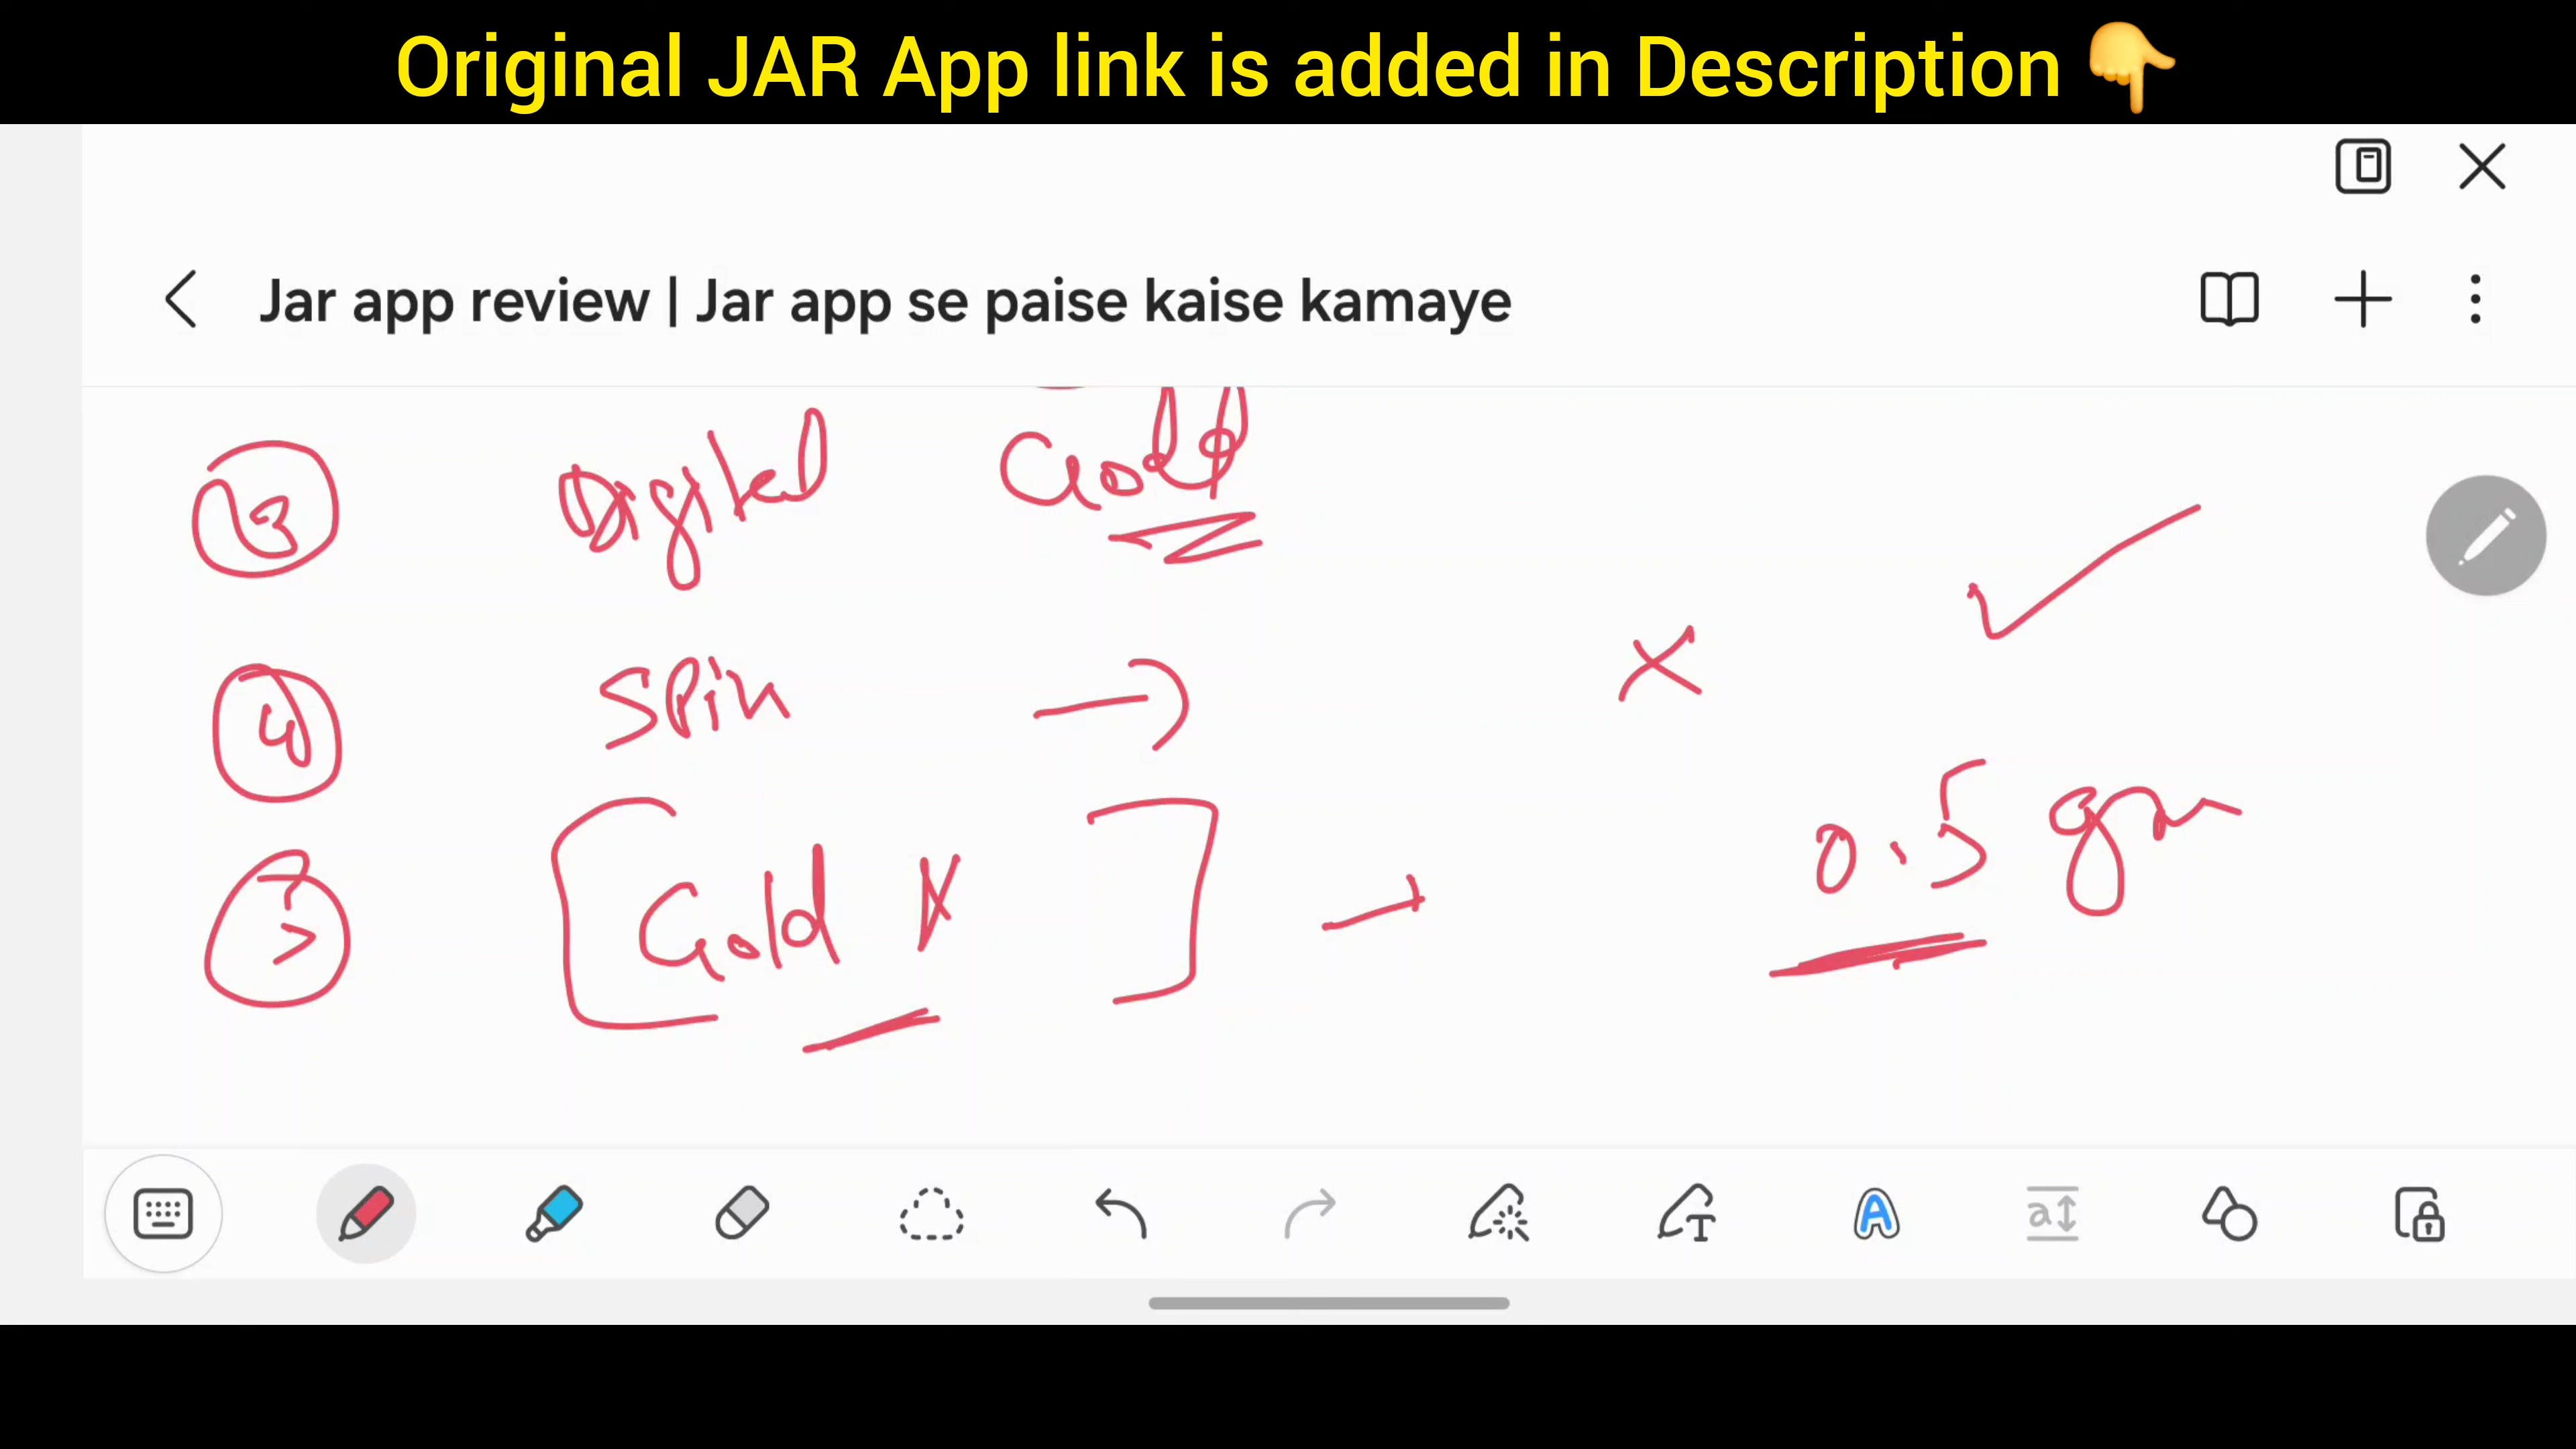 Original JAR App link is added in Description 👇
Jar app review | Jar app se paise kaise kamaye
3 Digital Gold
4 Spin →
Gold X →
0.5 gm